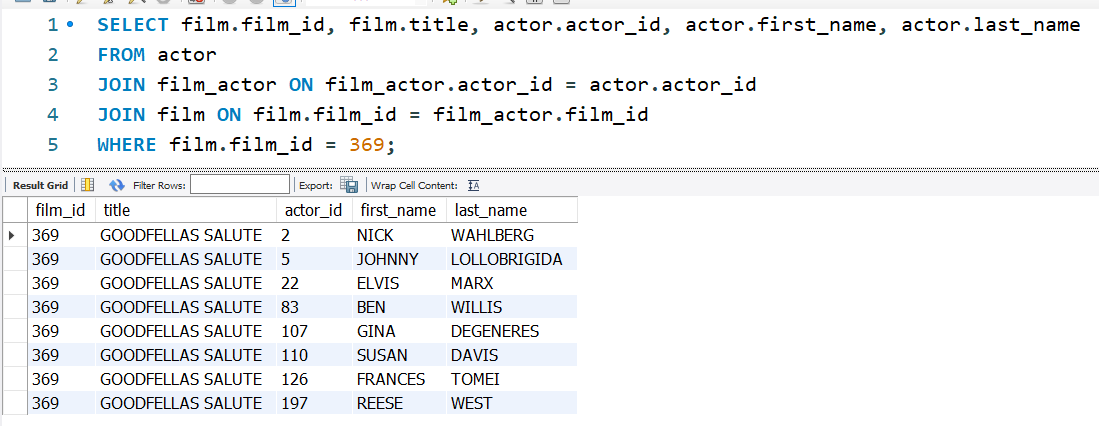 1 SELECT film.film_id, film.title, actor.actor_id, actor.first_name, actor.last_name
2 FROM actor
3 JOIN film_actor ON film_actor.actor_id = actor.actor_id
4 JOIN film ON film.film_id = film_actor.film_id
5 WHERE film.film_id = 369;
Result Grid Filter Rows: Export: Wrap Cell Content:
film_id title actor_id first_name last_name
369 GOODFELLAS SALUTE 2 NICK WAHLBERG
369 GOODFELLAS SALUTE 5 JOHNNY LOLLOBRIGIDA
369 GOODFELLAS SALUTE 22 ELVIS MARX
369 GOODFELLAS SALUTE 83 BEN WILLIS
369 GOODFELLAS SALUTE 107 GINA DEGENERES
369 GOODFELLAS SALUTE 110 SUSAN DAVIS
369 GOODFELLAS SALUTE 126 FRANCES TOMEI
369 GOODFELLAS SALUTE 197 REESE WEST